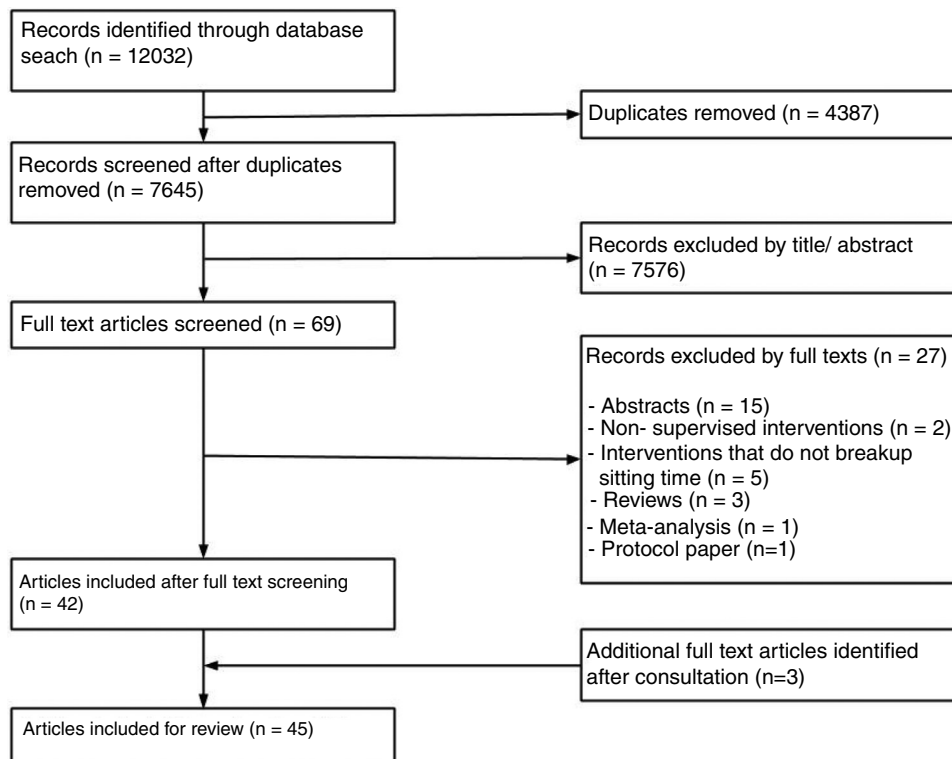 Records identified through database
seach (n = 12032)
Duplicates removed (n = 4387)
Records screened after duplicates
removed (n = 7645)
Records excluded by title/ abstract
(n = 7576)
Full text articles screened (n = 69)
Records excluded by full texts (n = 27)
- Abstracts (n = 15)
- Non- supervised interventions (n = 2)
- Interventions that do not breakup
sitting time (n = 5)
- Reviews (n = 3)
- Meta-analysis (n = 1)
- Protocol paper (n=1)
Articles included after full text screening
(n = 42)
Additional full text articles identified
after consultation (n=3)
Articles included for review (n = 45)